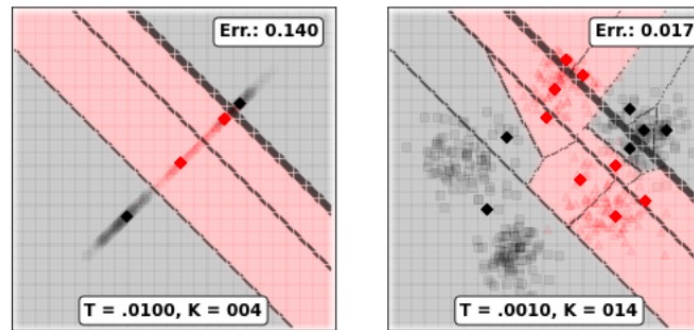 Err.: 0.140
Err.: 0.017
T = .0100, K = 004
T = .0010, K = 014